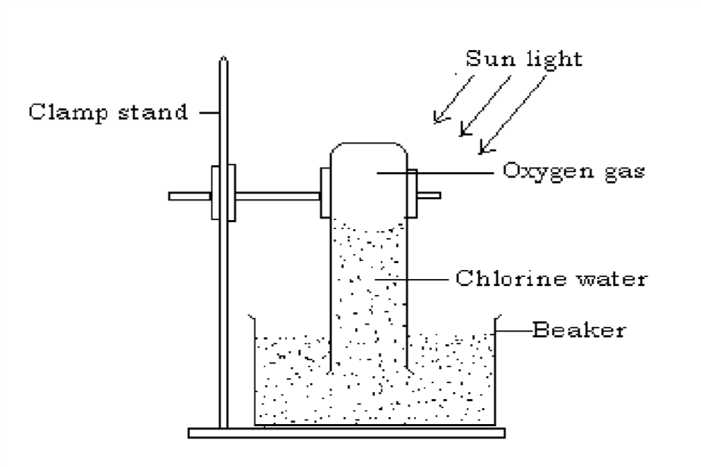 Sun light
Clamp stand
Oxygen gas
Chlorine water
Beaker